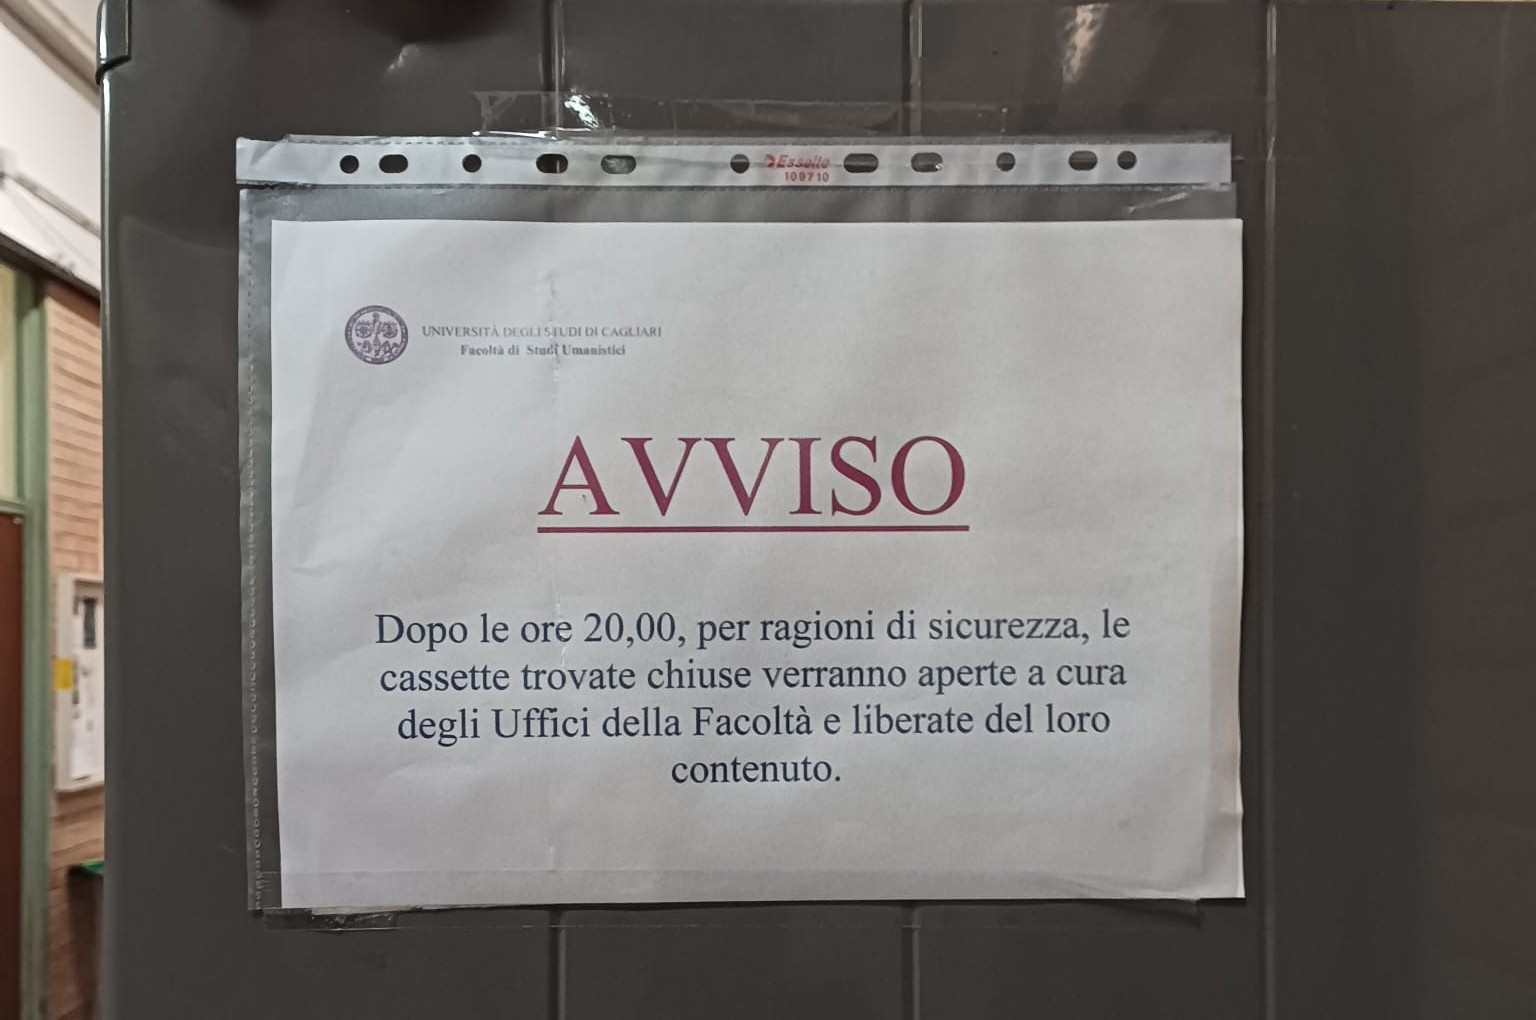 Esselte
109710
UNIVERSITÀ DEGLI STUDI DI CAGLIARI
Facoltà di Studi Umanistici
AVVISO
Dopo le ore 20,00, per ragioni di sicurezza, le
cassette trovate chiuse verranno aperte a cura
degli Uffici della Facoltà e liberate del loro
contenuto.